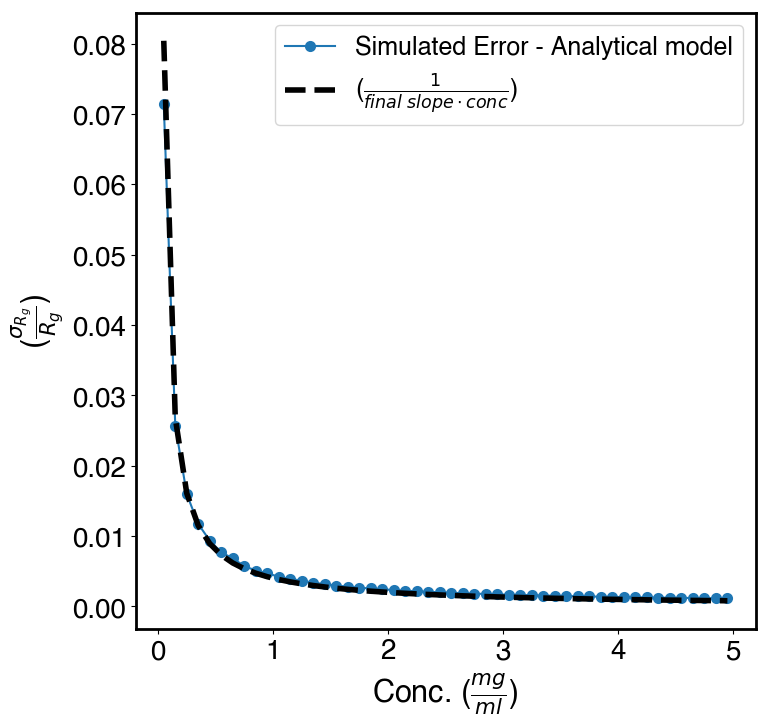 Simulated Error - Analytical model
(1/final slope · conc)
0.08
0.07
0.06
0.05
0.04
0.03
0.02
0.01
0.00
(σ_{R_g}/R_g)
0 1 2 3 4 5
Conc. (mg/ml)